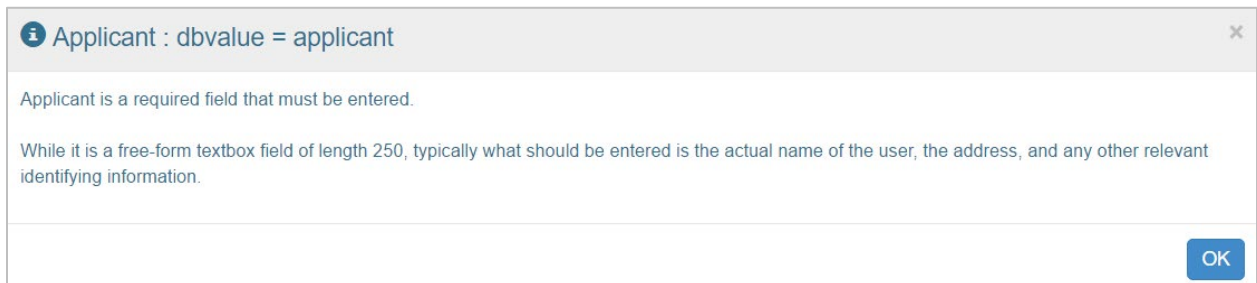 Applicant : dbvalue = applicant
×
Applicant is a required field that must be entered.
While it is a free-form textbox field of length 250, typically what should be entered is the actual name of the user, the address, and any other relevant
identifying information.
OK